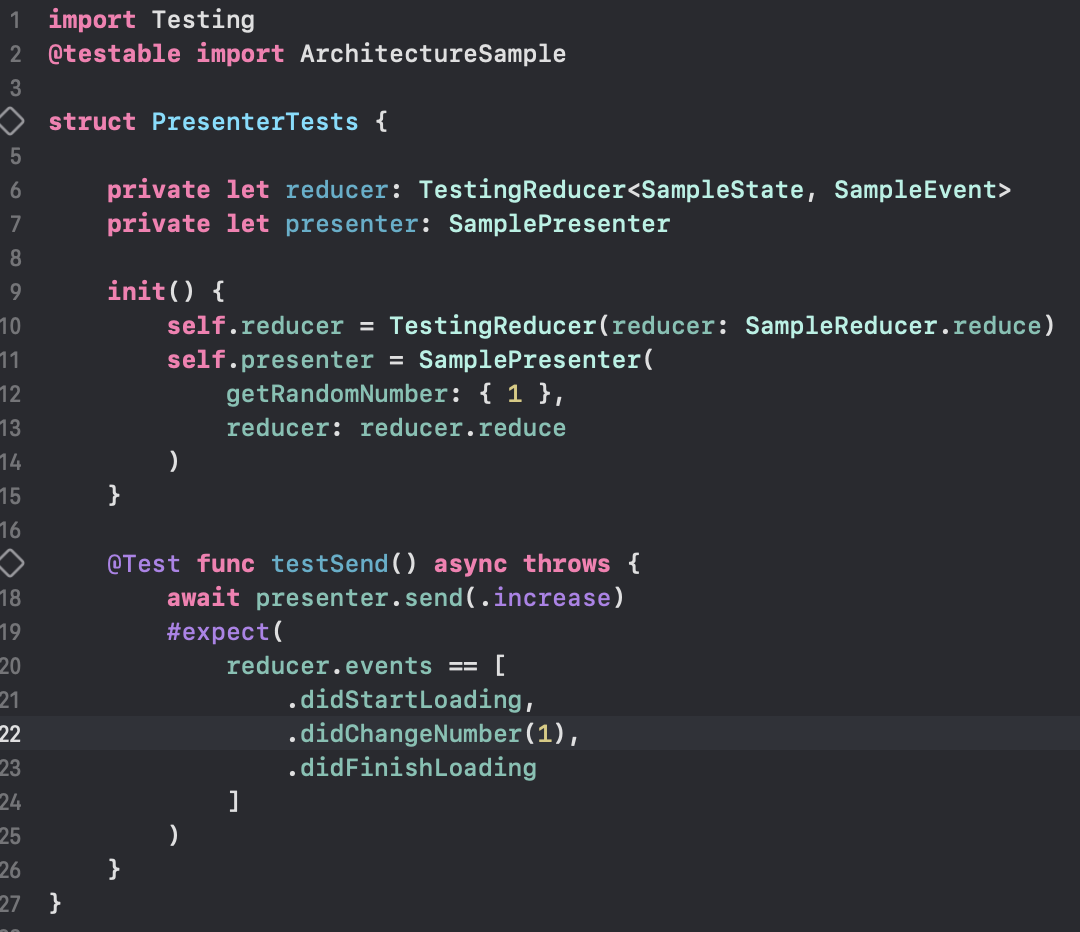 1 import Testing
2 @testable import ArchitectureSample
3
struct PresenterTests {
5
6     private let reducer: TestingReducer<SampleState, SampleEvent>
7     private let presenter: SamplePresenter
8
9     init() {
10         self.reducer = TestingReducer(reducer: SampleReducer.reduce)
11         self.presenter = SamplePresenter(
12             getRandomNumber: { 1 },
13             reducer: reducer.reduce
14         )
15     }
16
    @Test func testSend() async throws {
18         await presenter.send(.increase)
19         #expect(
20             reducer.events == [
21                 .didStartLoading,
22                 .didChangeNumber(1),
23                 .didFinishLoading
24             ]
25         )
26     }
27 }